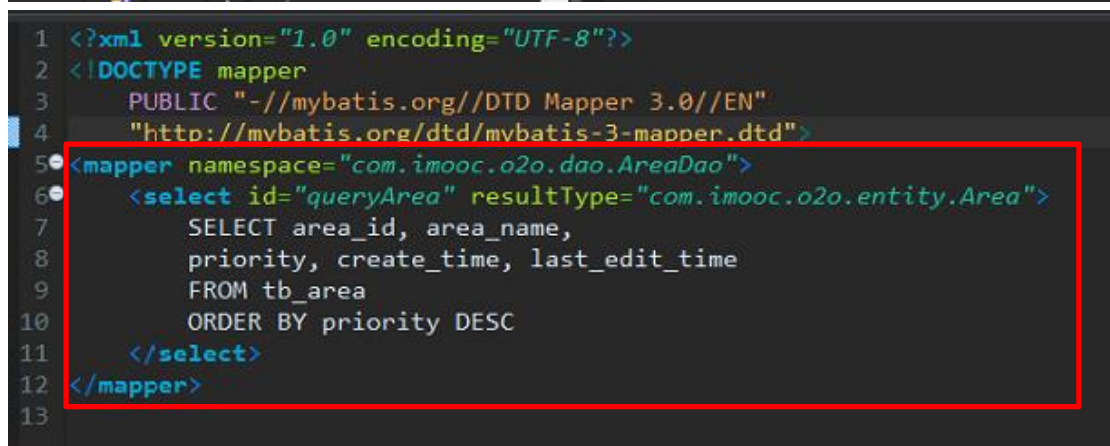 1 <?xml version="1.0" encoding="UTF-8"?>
2 <!DOCTYPE mapper
3 PUBLIC "-//mybatis.org//DTD Mapper 3.0//EN"
4 "http://mybatis.org/dtd/mybatis-3-mapper.dtd">
5 <mapper namespace="com.imooc.o2o.dao.AreaDao">
6 <select id="queryArea" resultType="com.imooc.o2o.entity.Area">
7 SELECT area_id, area_name,
8 priority, create_time, last_edit_time
9 FROM tb_area
10 ORDER BY priority DESC
11 </select>
12 </mapper>
13